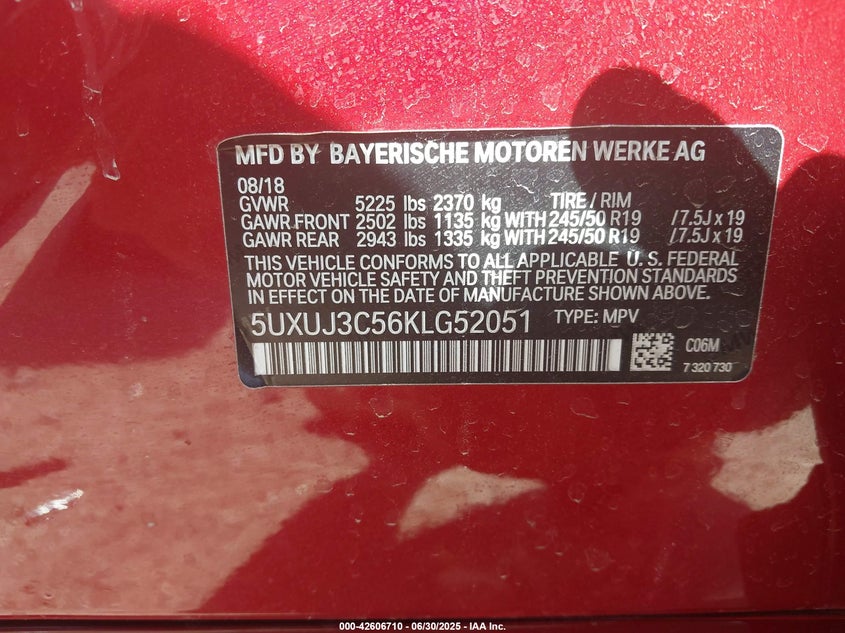 MFD BY BAYERISCHE MOTOREN WERKE AG
08/18
GVWR 5225 lbs 2370 kg TIRE / RIM
GAWR FRONT 2502 lbs 1135 kg WITH 245/50 R19 / 7.5J x 19
GAWR REAR 2943 lbs 1335 kg WITH 245/50 R19 / 7.5J x 19
THIS VEHICLE CONFORMS TO ALL APPLICABLE U. S. FEDERAL
MOTOR VEHICLE SAFETY AND THEFT PREVENTION STANDARDS
IN EFFECT ON THE DATE OF MANUFACTURE SHOWN ABOVE.
5UXUJ3C56KLG52051 TYPE: MPV
C06M
7 320 730
000-42606710 - 06/30/2025 - IAA Inc.